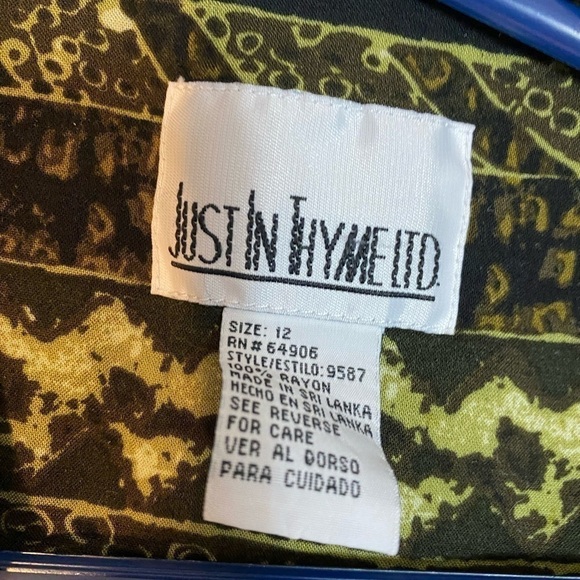 JUST IN THYME LTD.
SIZE: 12
RN# 64906
STYLE/ESTILO: 9587
100% RAYON
MADE IN SRI LANKA
HECHO EN SRI LANKA
SEE REVERSE
FOR CARE
VER AL DORSO
PARA CUIDADO